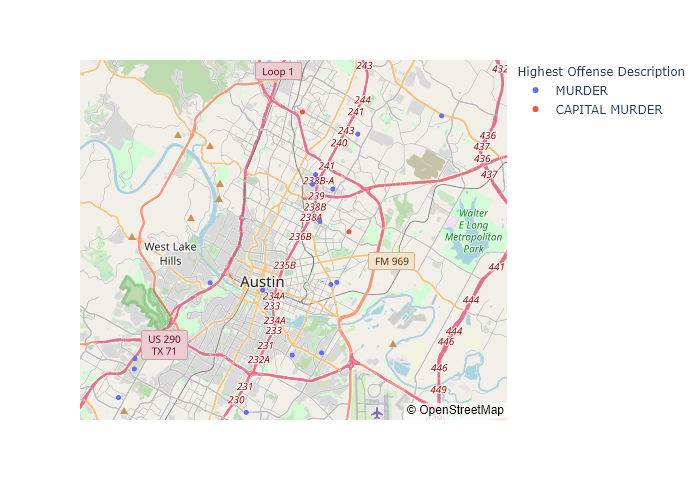 Highest Offense Description
MURDER
CAPITAL MURDER
Loop 1
243
432
244
241
243
240
436
437
436
437
241
238B-A
239
238B
238A
236B
Walter
E Long
Metropolitan
Park
West Lake
Hills
FM 969
235B
441
Austin
234A
233
444
234A
233
444
446
US 290
TX 71
231
232A
446
231
230
449
© OpenStreetMap